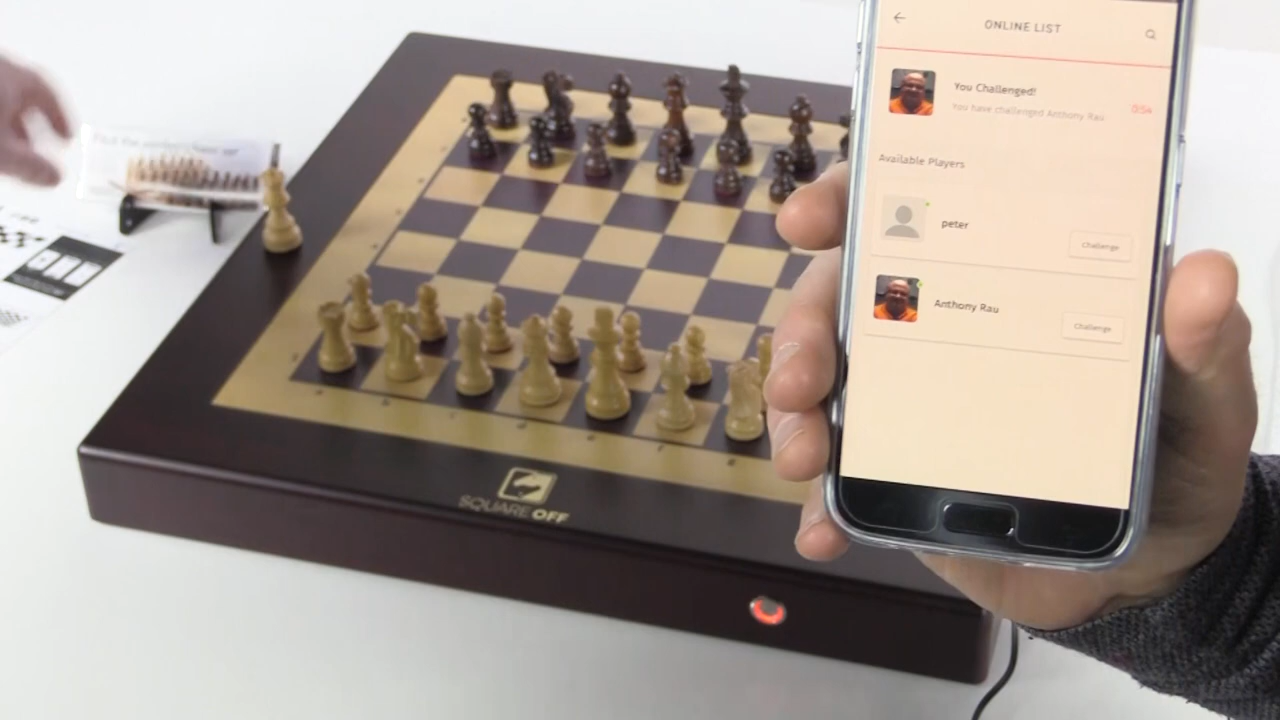 ONLINE LIST
You Challenged!
You have challenged Anthony Rau
0:54
Available Players
peter
Challenge
Anthony Rau
Challenge
SQUARE OFF
a
b
c
d
e
f
g